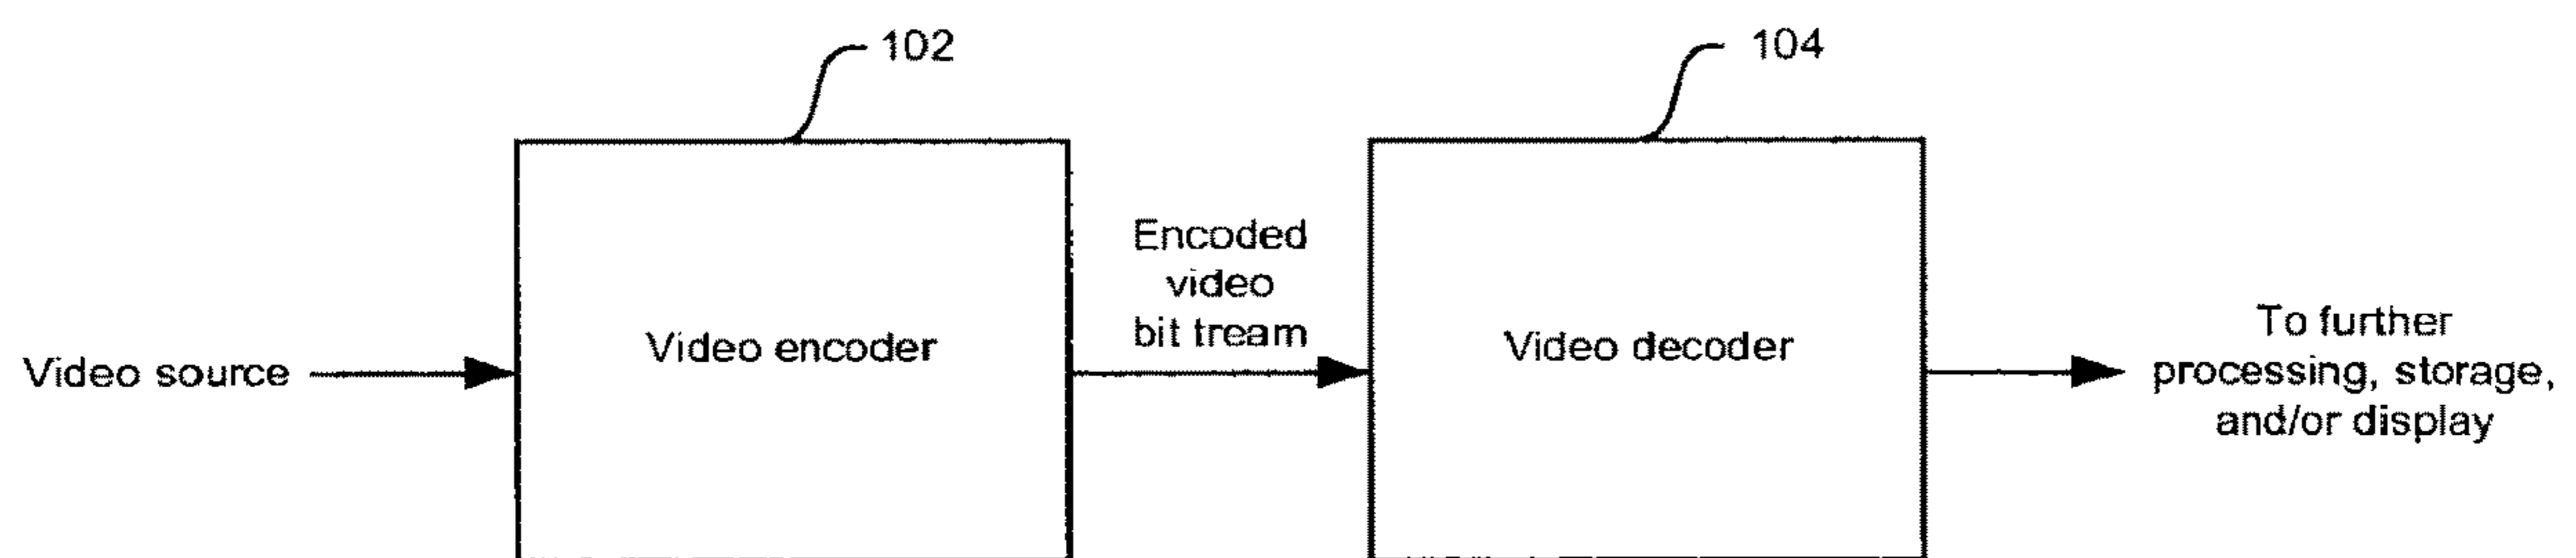 102
104
Video source
Video encoder
Encoded
video
bit tream
Video decoder
To further
processing, storage,
and/or display